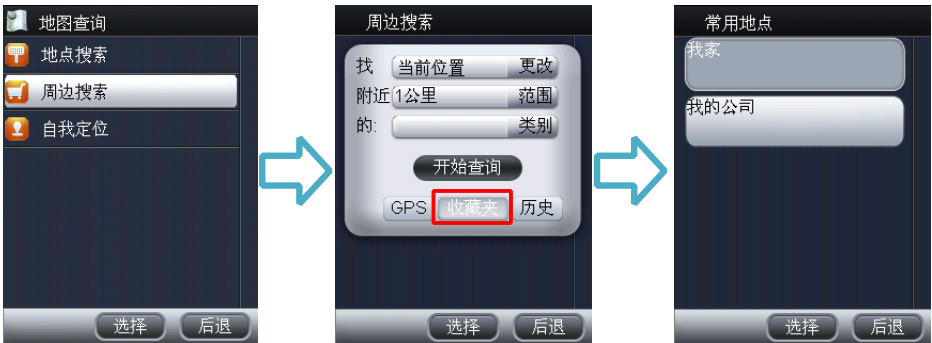 地图查询
地点搜索
周边搜索
自我定位
选择 后退
周边搜索
找 当前位置 更改
附近 1公里 范围
的: 类别
开始查询
GPS 收藏夹 历史
选择 后退
常用地点
我家
我的公司
选择 后退